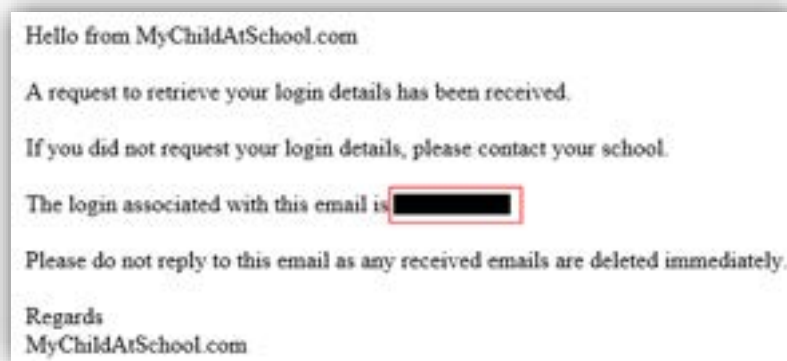 Hello from MyChildAtSchool.com
A request to retrieve your login details has been received.
If you did not request your login details, please contact your school.
The login associated with this email is
Please do not reply to this email as any received emails are deleted immediately.
Regards
MyChildAtSchool.com